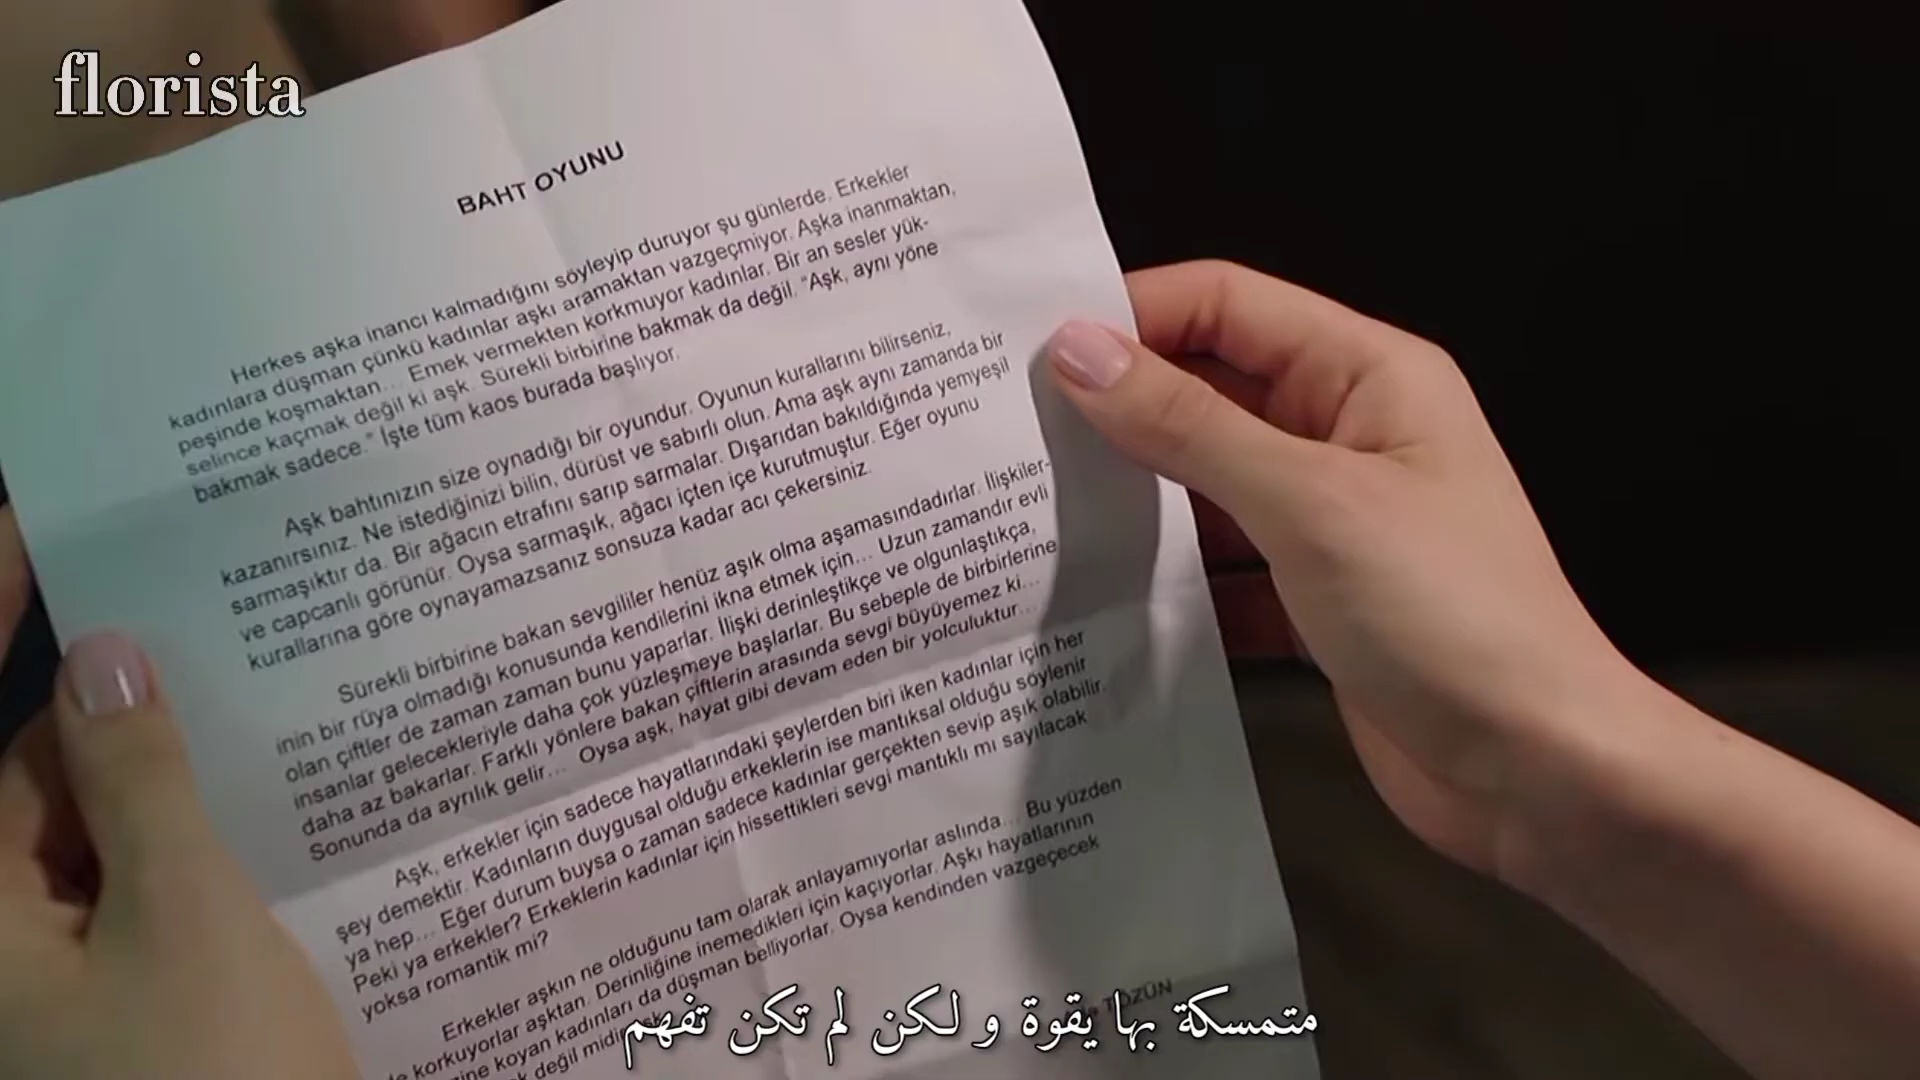 florista
BAHT OYUNU
Herkes aşka inancı kalmadığını söyleyip duruyor şu günlerde. Erkekler
kadınlara düşman çünkü kadınlar aşkı aramaktan vazgeçmiyor. Aşka inanmaktan,
peşinde koşmaktan... Emek vermekten korkmuyor kadınlar. Bir an sesler yük-
selince kaçmak değil ki aşk. Sürekli birbirine bakmak da değil. “Aşk, aynı yöne
bakmak sadece.” İşte tüm kaos burada başlıyor.
Aşk bahtınızın size oynadığı bir oyundur. Oyunun kurallarını bilirseniz,
kazanırsınız. Ne istediğinizi bilin, dürüst ve sabırlı olun. Ama aşk aynı zamanda bir
sarmaşıktır da. Bir ağacın etrafını sarıp sarmalar. Dışarıdan bakıldığında yemyeşil
ve capcanlı görünür. Oysa sarmaşık, ağacı içten içe kurutmuştur. Eğer oyunu
kurallarına göre oynayamazsanız sonsuza kadar acı çekersiniz.
Sürekli birbirine bakan sevgililer henüz aşık olma aşamasındadırlar. İlişkiler-
inin bir rüya olmadığı konusunda kendilerini ikna etmek için... Uzun zamandır evli
olan çiftler de zaman zaman bunu yaparlar. İlişki derinleştikçe ve olgunlaştıkça,
insanlar gelecekleriyle daha çok yüzleşmeye başlarlar. Bu sebeple de birbirlerine
daha az bakarlar. Farklı yönlere bakan çiftlerin arasında sevgi büyüyemez ki...
Sonunda da ayrılık gelir... Oysa aşk, hayat gibi devam eden bir yolculuktur...
Aşk, erkekler için sadece hayatlarındaki şeylerden biri iken kadınlar için her
şey demektir. Kadınların duygusal olduğu erkeklerin ise mantıksal olduğu söylenir
ya hep... Eğer durum buysa o zaman sadece kadınlar gerçekten sevip aşık olabilir.
Peki ya erkekler? Erkeklerin kadınlar için hissettikleri sevgi mantıklı mı sayılacak
yoksa romantik mi?
Erkekler aşkın ne olduğunu tam olarak anlayamıyorlar aslında... Bu yüzden
korkuyorlar aştan. Derinliğine inemedikleri için kaçıyorlar. Aşkı hayatlarının
koyan kadınları da düşman belliyorlar. Oysa kendinden vazgeçecek
değil midir
TÖZÜN
متمسكة بها يقوة و لكن لم تكن تفهم